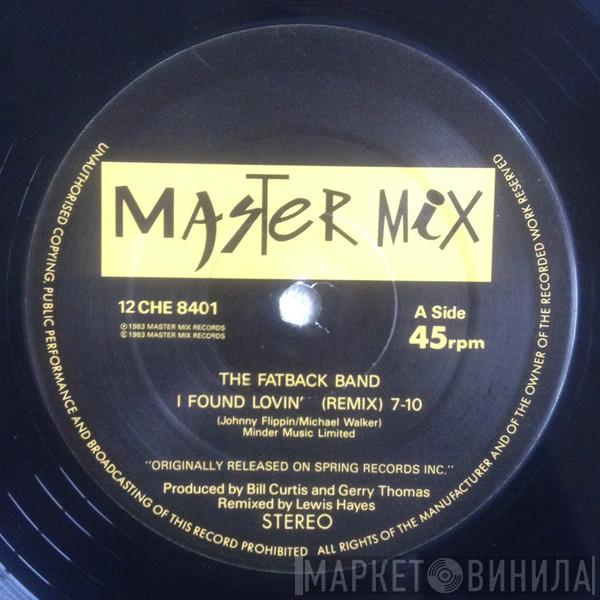 MASTER MiX
12 CHE 8401
℗ 1983 MASTER MIX RECORDS
© 1983 MASTER MIX RECORDS
A Side
45rpm
THE FATBACK BAND
I FOUND LOVIN' (REMIX) 7-10
(Johnny Flippin/Michael Walker)
Minder Music Limited
"ORIGINALLY RELEASED ON SPRING RECORDS INC."
Produced by Bill Curtis and Gerry Thomas
Remixed by Lewis Hayes
STEREO
UNAUTHORISED COPYING, PUBLIC PERFORMANCE AND BROADCASTING OF THIS RECORD PROHIBITED ALL RIGHTS OF THE MANUFACTURER AND OF THE OWNER OF THE RECORDED WORK RESERVED
МАРКЕТ ВИНИЛА